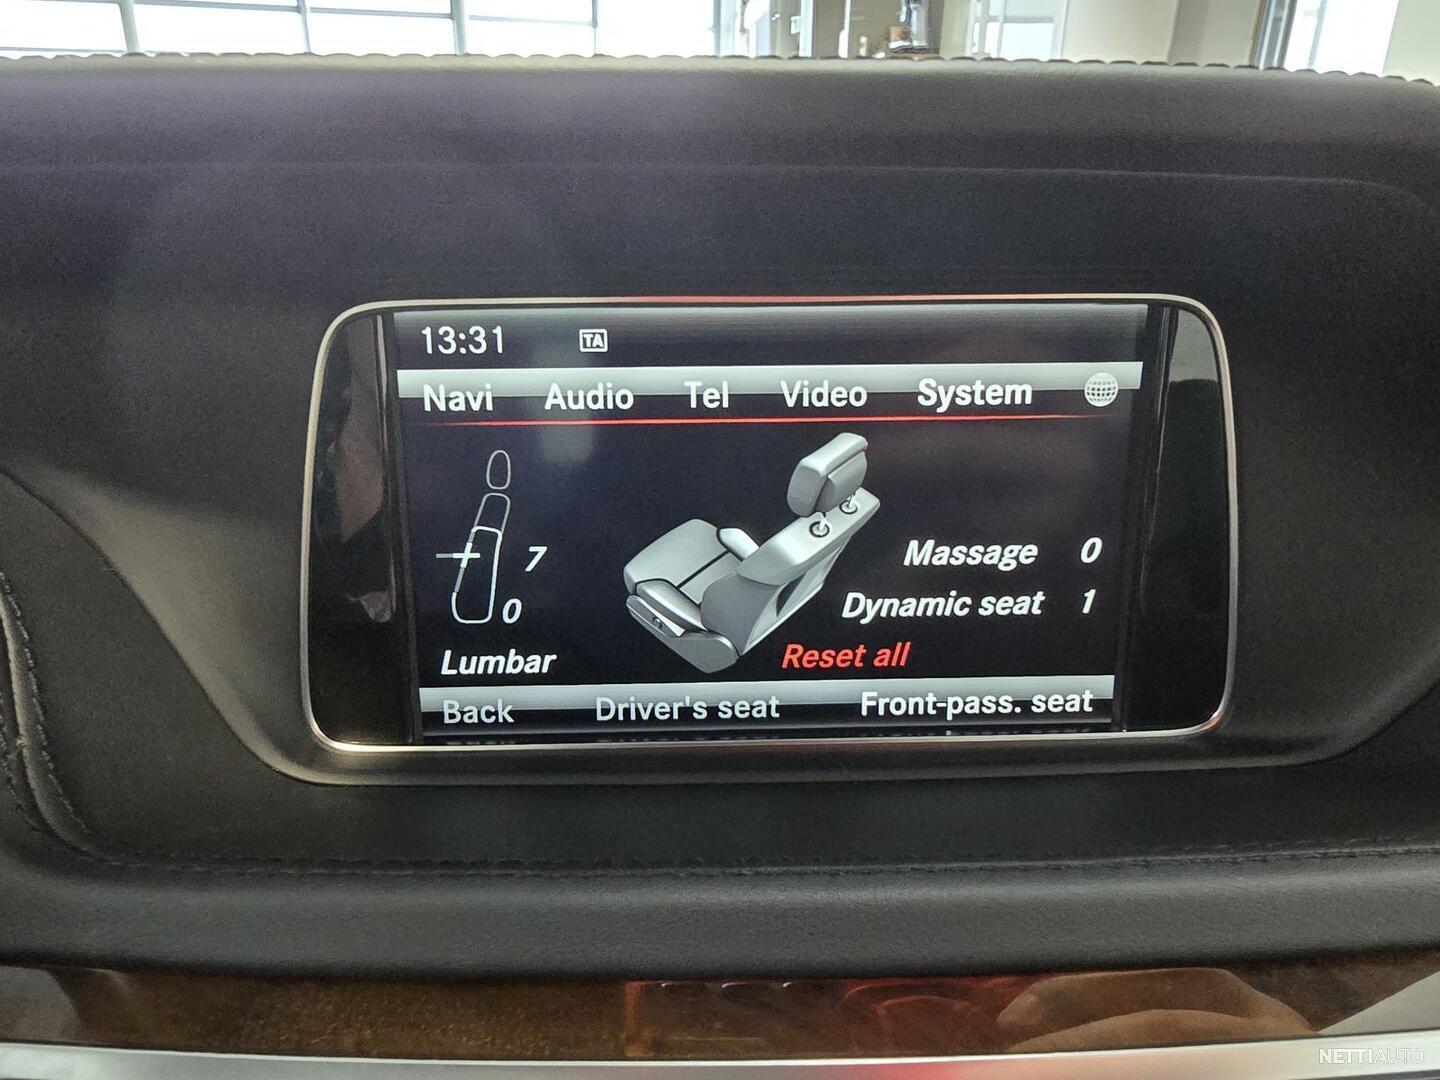 13:31 TA
Navi Audio Tel Video System
7
Massage 0
0
Dynamic seat 1
Lumbar
Reset all
Back Driver's seat Front-pass. seat
NETTIAUTO